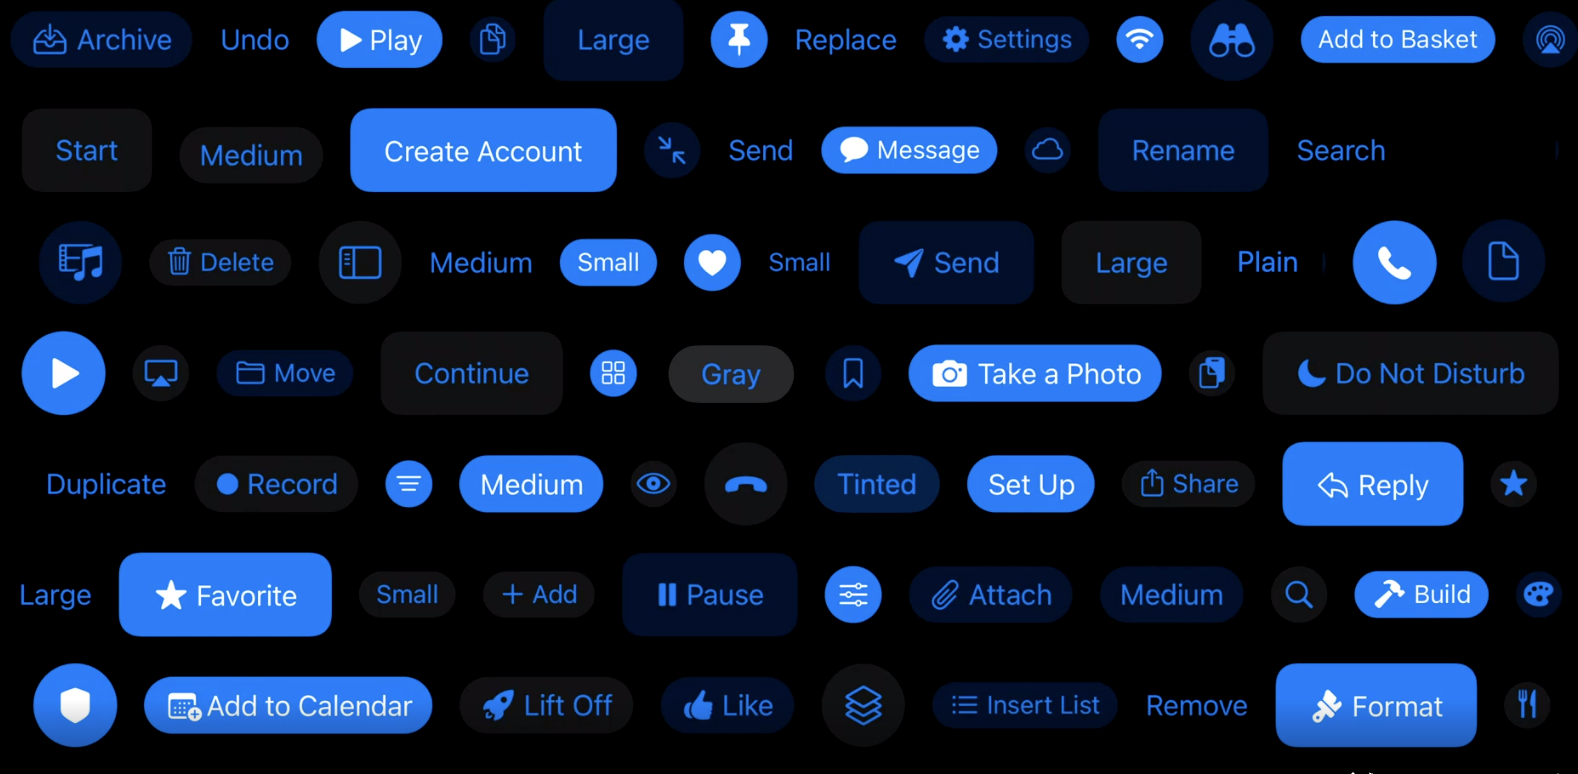 Archive Undo Play Large Replace Settings Add to Basket
Start Medium Create Account Send Message Rename Search
Delete Medium Small Small Send Large Plain
Move Continue Gray Take a Photo Do Not Disturb
Duplicate Record Medium Tinted Set Up Share Reply
Large Favorite Small Add Pause Attach Medium Build
Add to Calendar Lift Off Like Insert List Remove Format